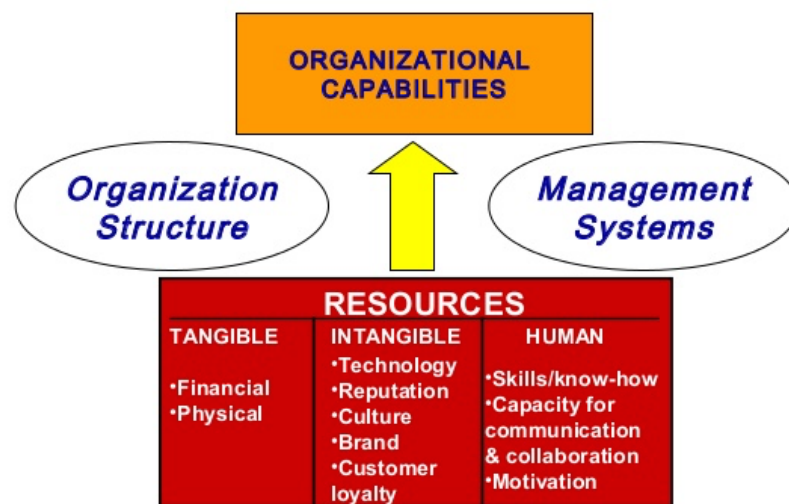 ORGANIZATIONAL
CAPABILITIES
Organization
Structure
Management
Systems
RESOURCES
TANGIBLE
•Financial
•Physical
INTANGIBLE
•Technology
•Reputation
•Culture
•Brand
•Customer
loyalty
HUMAN
•Skills/know-how
•Capacity for
communication
& collaboration
•Motivation